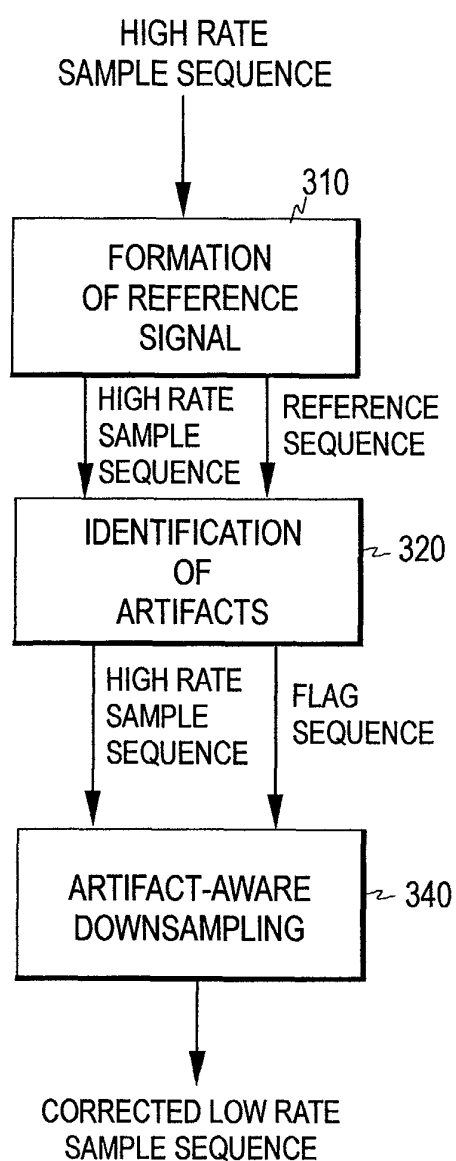 HIGH RATE
SAMPLE SEQUENCE
310
FORMATION
OF REFERENCE
SIGNAL
HIGH RATE
SAMPLE
SEQUENCE
REFERENCE
SEQUENCE
IDENTIFICATION
OF
ARTIFACTS
320
HIGH RATE
SAMPLE
SEQUENCE
FLAG
SEQUENCE
ARTIFACT-AWARE
DOWNSAMPLING
340
CORRECTED LOW RATE
SAMPLE SEQUENCE